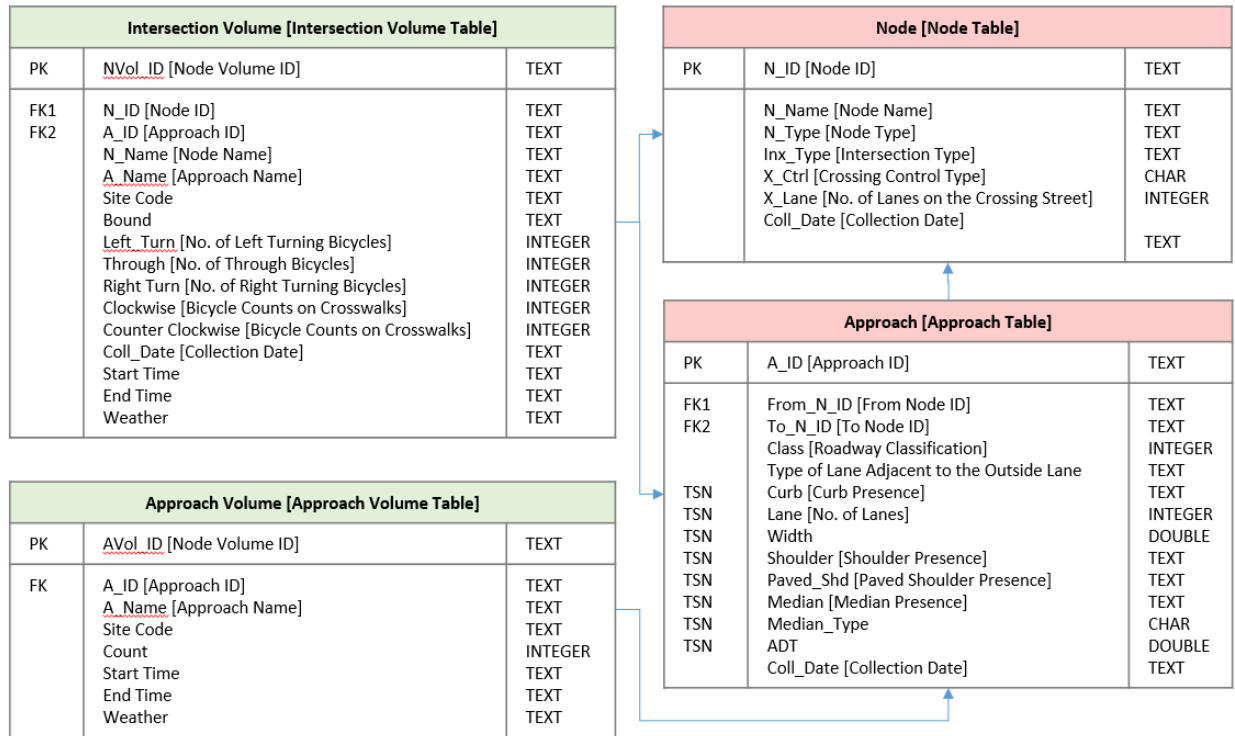 Intersection Volume [Intersection Volume Table]
PK NVol_ID [Node Volume ID] TEXT
FK1 N_ID [Node ID] TEXT
FK2 A_ID [Approach ID] TEXT
N_Name [Node Name] TEXT
A_Name [Approach Name] TEXT
Site Code TEXT
Bound TEXT
Left_Turn [No. of Left Turning Bicycles] INTEGER
Through [No. of Through Bicycles] INTEGER
Right Turn [No. of Right Turning Bicycles] INTEGER
Clockwise [Bicycle Counts on Crosswalks] INTEGER
Counter Clockwise [Bicycle Counts on Crosswalks] INTEGER
Coll_Date [Collection Date] TEXT
Start Time TEXT
End Time TEXT
Weather TEXT
Approach Volume [Approach Volume Table]
PK AVol_ID [Node Volume ID] TEXT
FK A_ID [Approach ID] TEXT
A_Name [Approach Name] TEXT
Site Code TEXT
Count INTEGER
Start Time TEXT
End Time TEXT
Weather TEXT
Node [Node Table]
PK N_ID [Node ID] TEXT
N_Name [Node Name] TEXT
N_Type [Node Type] TEXT
Inx_Type [Intersection Type] TEXT
X_Ctrl [Crossing Control Type] CHAR
X_Lane [No. of Lanes on the Crossing Street] INTEGER
Coll_Date [Collection Date]
TEXT
Approach [Approach Table]
PK A_ID [Approach ID] TEXT
FK1 From_N_ID [From Node ID] TEXT
FK2 To_N_ID [To Node ID] TEXT
Class [Roadway Classification] INTEGER
Type of Lane Adjacent to the Outside Lane TEXT
TSN Curb [Curb Presence] TEXT
TSN Lane [No. of Lanes] INTEGER
TSN Width DOUBLE
TSN Shoulder [Shoulder Presence] TEXT
TSN Paved_Shd [Paved Shoulder Presence] TEXT
TSN Median [Median Presence] TEXT
TSN Median_Type CHAR
TSN ADT DOUBLE
Coll_Date [Collection Date] TEXT